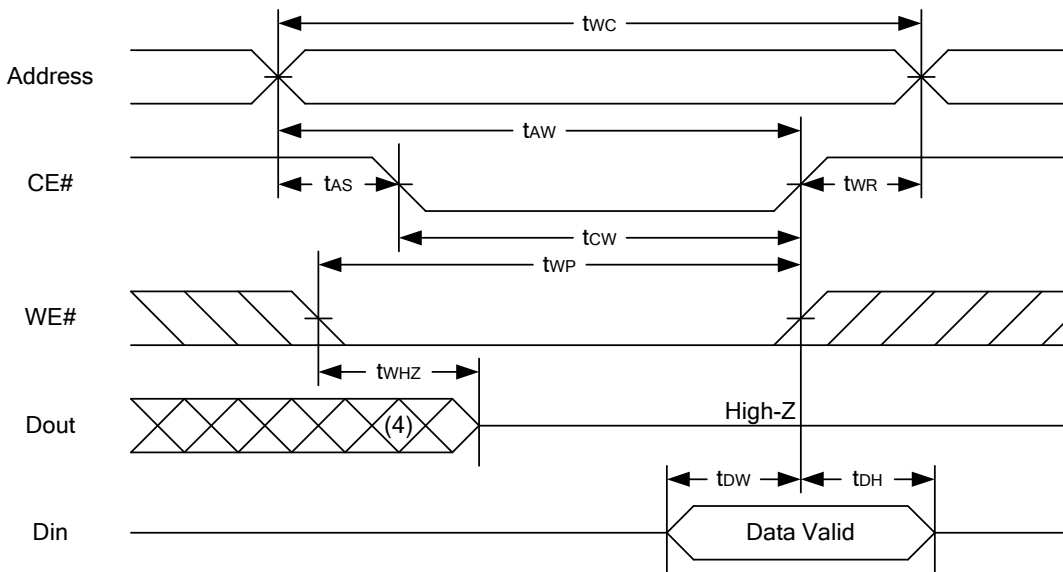 tWC
Address
tAW
CE#
tAS
tWR
tCW
tWP
WE#
tWHZ
Dout
(4)
High-Z
tDW
tDH
Din
Data Valid